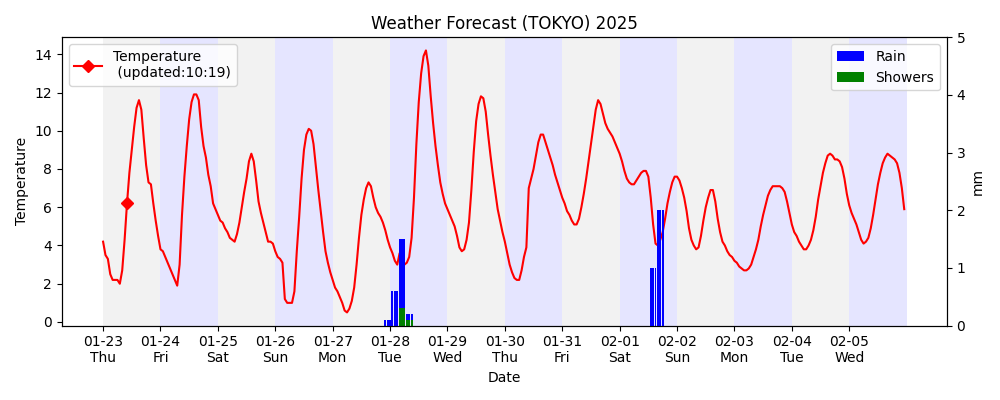 Weather Forecast (TOKYO) 2025
Temperature
(updated:10:19)
Rain
Showers
Temperature
14
12
10
8
6
4
2
0
5
4
3
2
1
0
mm
01-23 01-24 01-25 01-26 01-27 01-28 01-29 01-30 01-31 02-01 02-02 02-03 02-04 02-05
Thu Fri Sat Sun Mon Tue Wed Thu Fri Sat Sun Mon Tue Wed
Date